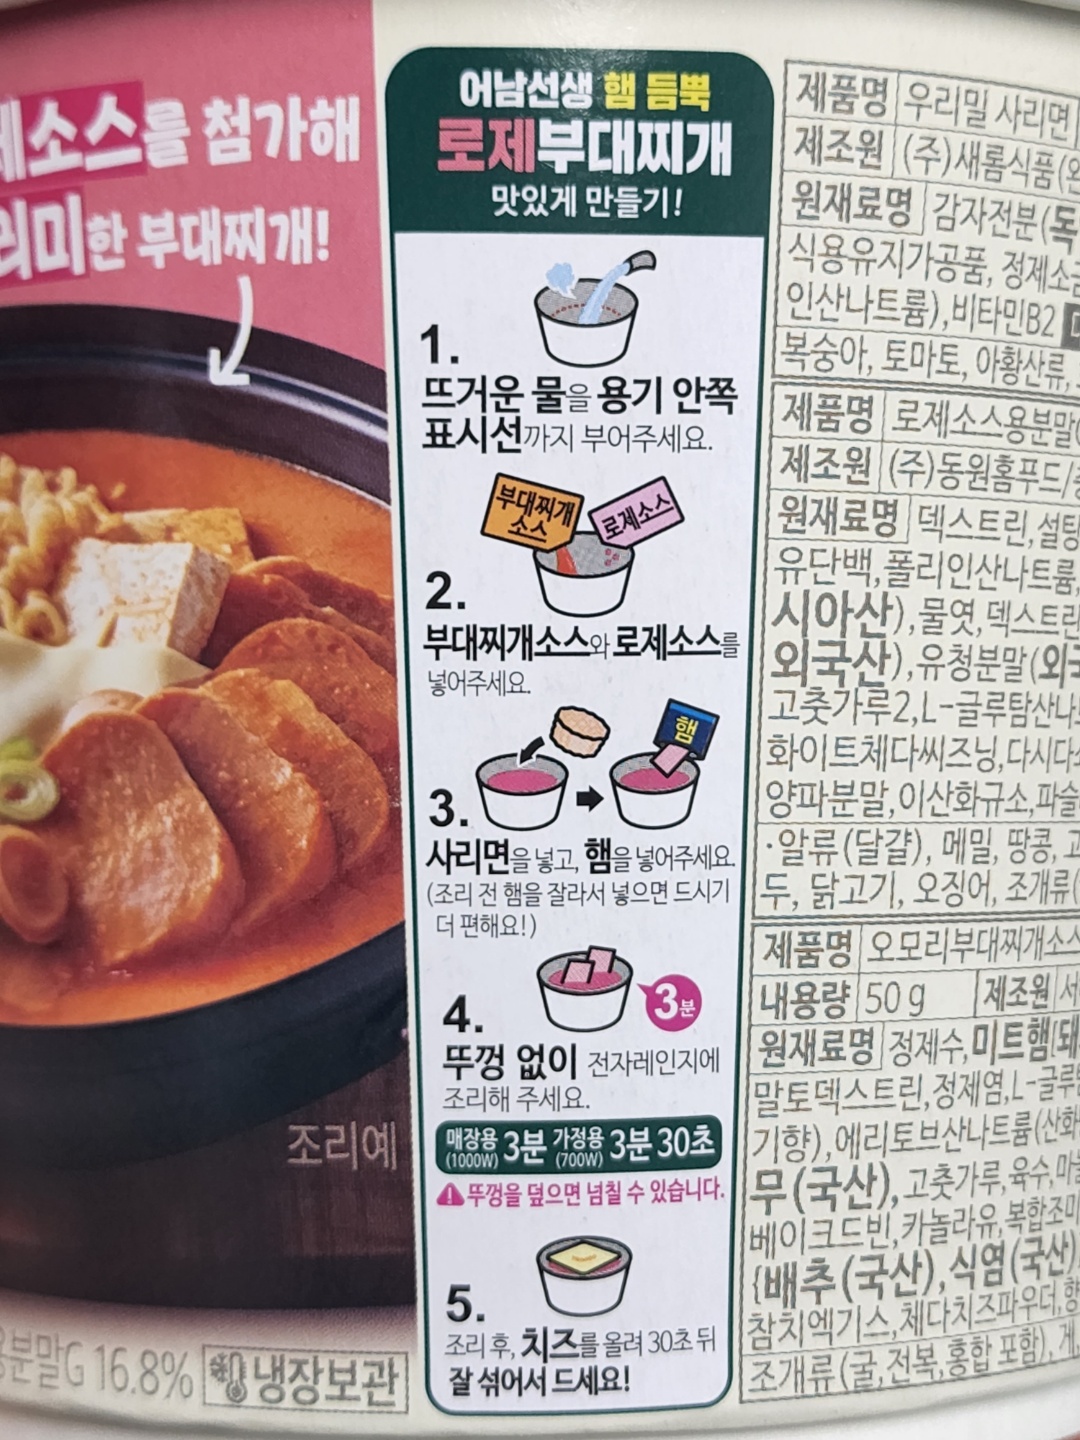 소스를 첨가해
리미한 부대찌개!
조리예
분말G 16.8%
냉장보관
어남선생 햄 듬뿍
로제부대찌개
맛있게 만들기!
1.
뜨거운 물을 용기 안쪽
표시선까지 부어주세요.
부대찌개
소스
로제소스
2.
부대찌개소스와 로제소스를
넣어주세요.
햄
3.
사리면을 넣고, 햄을 넣어주세요.
(조리 전 햄을 잘라서 넣으면 드시기
더 편해요!)
3분
4.
뚜껑 없이 전자레인지에
조리해 주세요.
매장용 (1000W) 3분 가정용 (700W) 3분 30초
뚜껑을 덮으면 넘칠 수 있습니다.
5.
조리 후, 치즈를 올려 30초 뒤
잘 섞어서 드세요!
제품명 우리밀 사리면
제조원 (주)새롬식품
원재료명 감자전분(독
식용유지가공품, 정제소금
인산나트륨), 비타민B2
복숭아, 토마토, 아황산류,
제품명 로제소스용분말
제조원 (주)동원홈푸드/
원재료명 덱스트린, 설탕
유단백, 폴리인산나트륨,
시아산), 물엿, 덱스트린
외국산), 유청분말(외국
고춧가루2, L-글루탐산나
화이트체다씨즈닝, 다시다
양파분말, 이산화규소, 파슬
·알류(달걀), 메밀, 땅콩, 고
두, 닭고기, 오징어, 조개류(
제품명 오모리부대찌개소스
내용량 50 g 제조원 서
원재료명 정제수, 미트햄[돼
말토덱스트린, 정제염, L-글루
기향), 에리토브산나트륨(산화
무(국산), 고춧가루, 육수, 마늘
베이크드빈, 카놀라유, 복합조미
{배추(국산), 식염(국산)
참치엑기스, 체다치즈파우더, 향
조개류(굴, 전복, 홍합 포함), 게,